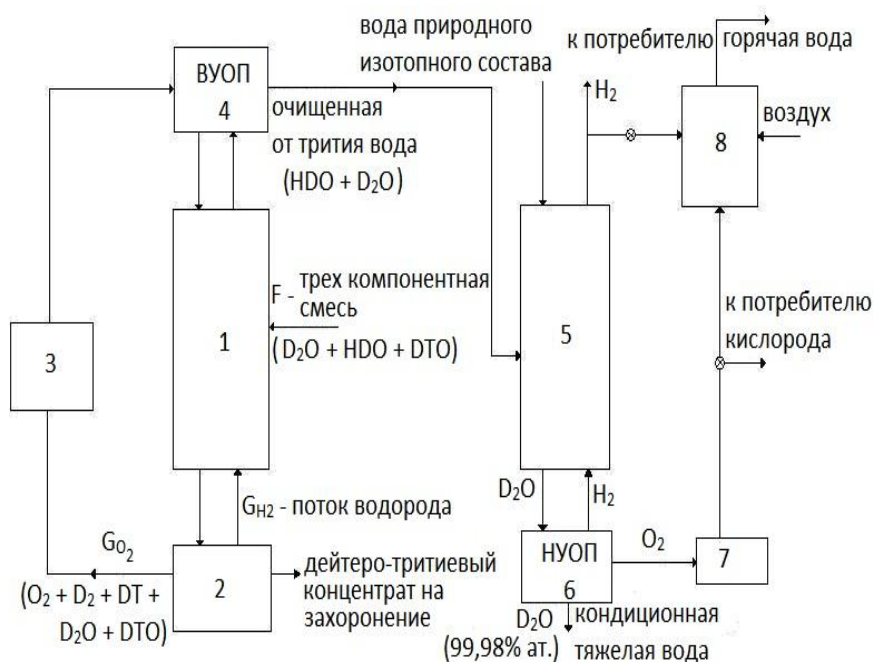 ВУОП
4
вода природного
изотопного состава
очищенная
от трития вода
(HDO + D₂O)
к потребителю
горячая вода
H₂
воздух
8
F - трех компонентная
смесь
(D₂O + HDO + DTO)
1
3
5
к потребителю
кислорода
D₂O
H₂
G_H2 - поток водорода
G_O₂
(O₂ + D₂ + DT +
D₂O + DTO)
2
дейтеро-тритиевый
концентрат на
захоронение
НУОП
6
O₂
7
D₂O
(99,98% ат.)
кондиционная
тяжелая вода